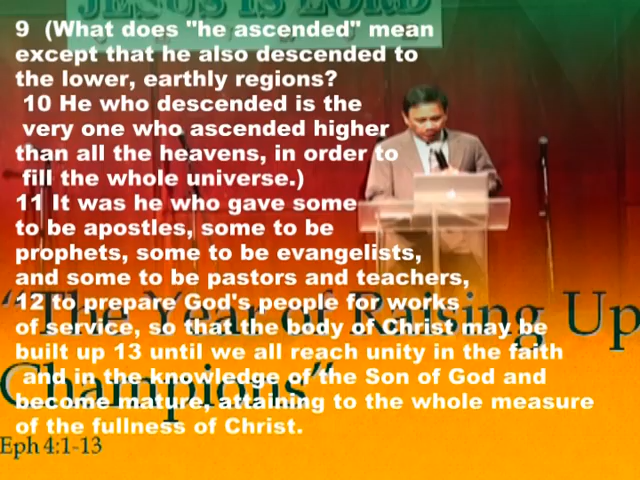 JESUS IS LORD
9 (What does "he ascended" mean
except that he also descended to
the lower, earthly regions?
10 He who descended is the
very one who ascended higher
than all the heavens, in order to
fill the whole universe.)
11 It was he who gave some
to be apostles, some to be
prophets, some to be evangelists,
and some to be pastors and teachers,
12 to prepare God's people for works
of service, so that the body of Christ may be
built up 13 until we all reach unity in the faith
and in the knowledge of the Son of God and
become mature, attaining to the whole measure
of the fullness of Christ.
"The Year of Raising Up
Champions"
Eph 4:1-13